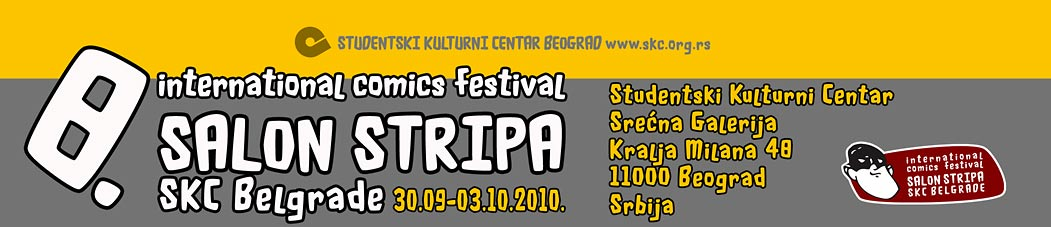 STUDENTSKI KULTURNI CENTAR BEOGRAD www.skc.org.rs
8.
international comics festival
SALON STRIPA
SKC Belgrade 30.09-03.10.2010.
Studentski Kulturni Centar
Srećna Galerija
Kralja Milana 48
11000 Beograd
Srbija
international
comics festival
SALON STRIPA
SKC BELGRADE